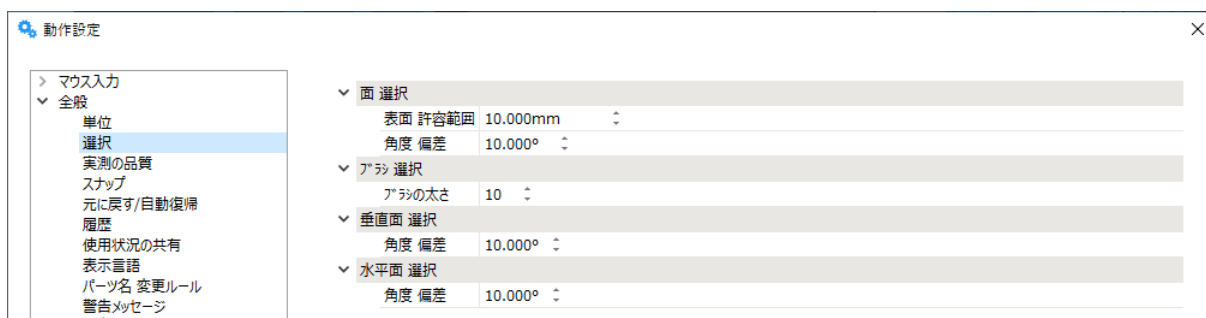 動作設定
マウス入力
全般
単位
選択
実測の品質
スナップ
元に戻す/自動復帰
履歴
使用状況の共有
表示言語
パーツ名 変更ルール
警告メッセージ
面 選択
表面 許容範囲 10.000mm
角度 偏差 10.000°
ﾌﾞﾗｼ 選択
ﾌﾞﾗｼの太さ 10
垂直面 選択
角度 偏差 10.000°
水平面 選択
角度 偏差 10.000°